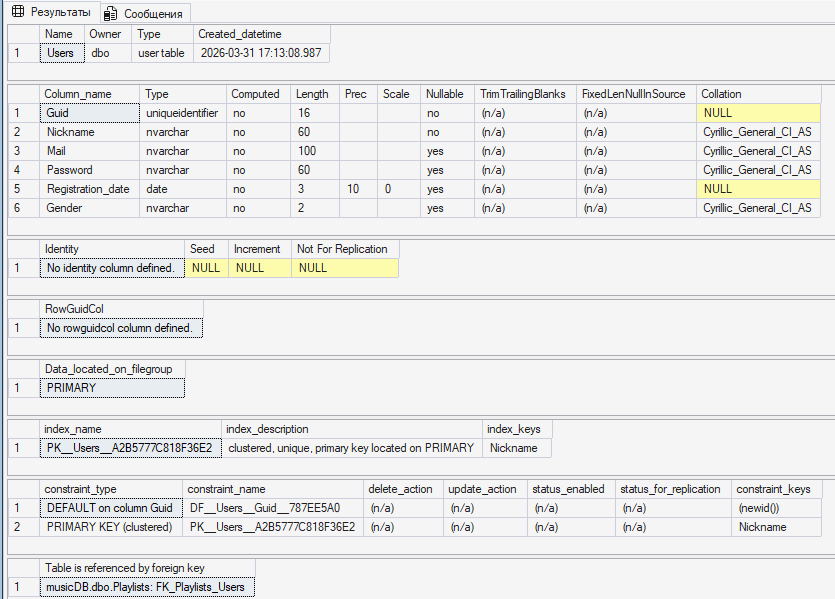 Результаты Сообщения
Name Owner Type Created_datetime
1 Users dbo user table 2026-03-31 17:13:08.987
Column_name Type Computed Length Prec Scale Nullable TrimTrailingBlanks FixedLenNullInSource Collation
1 Guid uniqueidentifier no 16 no (n/a) (n/a) NULL
2 Nickname nvarchar no 60 no (n/a) (n/a) Cyrillic_General_CI_AS
3 Mail nvarchar no 100 yes (n/a) (n/a) Cyrillic_General_CI_AS
4 Password nvarchar no 60 yes (n/a) (n/a) Cyrillic_General_CI_AS
5 Registration_date date no 3 10 0 yes (n/a) (n/a) NULL
6 Gender nvarchar no 2 yes (n/a) (n/a) Cyrillic_General_CI_AS
Identity Seed Increment Not For Replication
1 No identity column defined. NULL NULL NULL
RowGuidCol
1 No rowguidcol column defined.
Data_located_on_filegroup
1 PRIMARY
index_name index_description index_keys
1 PK__Users__A2B5777C818F36E2 clustered, unique, primary key located on PRIMARY Nickname
constraint_type constraint_name delete_action update_action status_enabled status_for_replication constraint_keys
1 DEFAULT on column Guid DF__Users__Guid__787EE5A0 (n/a) (n/a) (n/a) (n/a) (newid())
2 PRIMARY KEY (clustered) PK__Users__A2B5777C818F36E2 (n/a) (n/a) (n/a) (n/a) Nickname
Table is referenced by foreign key
1 musicDB.dbo.Playlists: FK_Playlists_Users